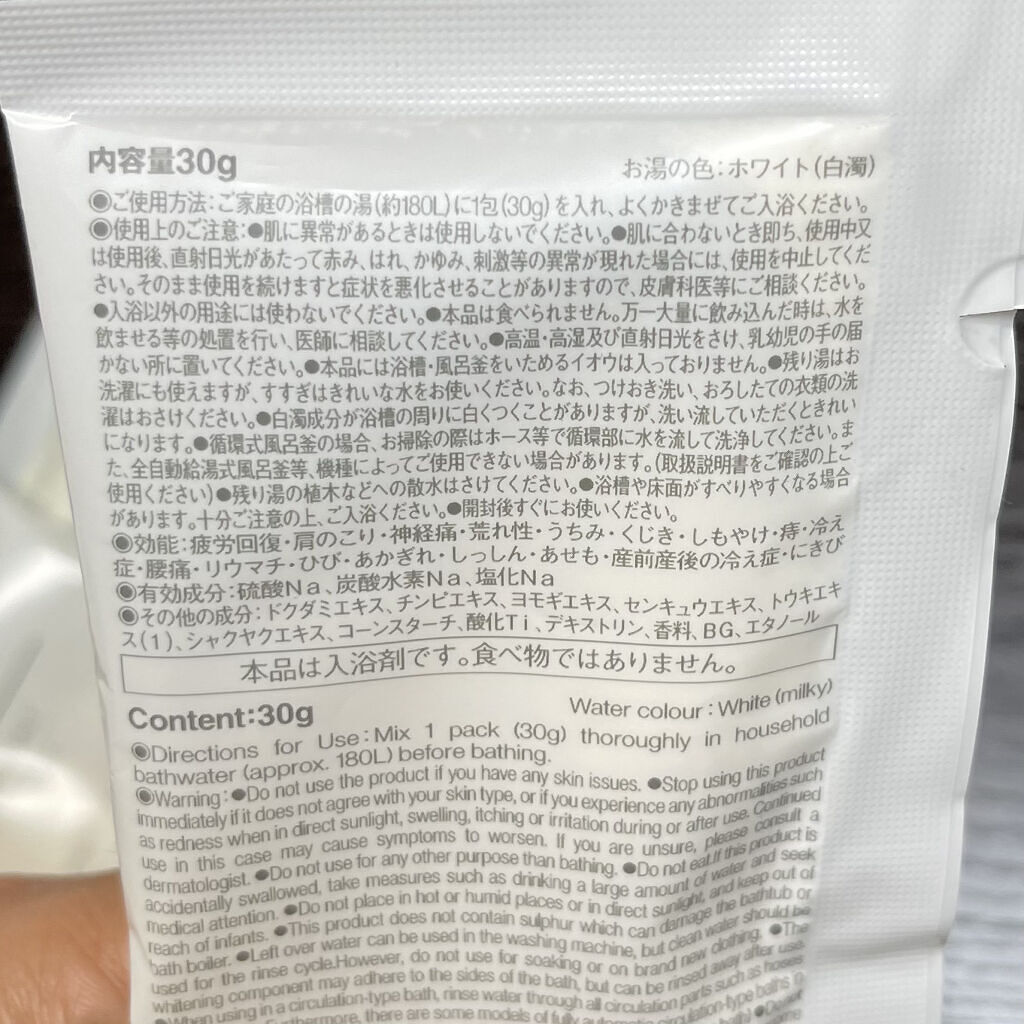 内容量30g
お湯の色:ホワイト(白濁)
◉ご使用方法:ご家庭の浴槽の湯(約180L)に1包(30g)を入れ、よくかきまぜてご入浴ください。
◉使用上のご注意:●肌に異常があるときは使用しないでください。●肌に合わないとき即ち、使用中又
は使用後、直射日光があたって赤み、はれ、かゆみ、刺激等の異常が現れた場合には、使用を中止してくだ
さい。そのまま使用を続けますと症状を悪化させることがありますので、皮膚科医等にご相談ください。
●入浴以外の用途には使わないでください。●本品は食べられません。万一大量に飲み込んだ時は、水を
飲ませる等の処置を行い、医師に相談してください。●高温・高湿及び直射日光をさけ、乳幼児の手の届
かない所に置いてください。●本品には浴槽・風呂釜をいためるイオウは入っておりません。●残り湯はお
洗濯にも使えますが、すすぎはきれいな水をお使いください。なお、つけおき洗い、おろしたての衣類の洗
濯はおさけください。●白濁成分が浴槽の周りに白くつくことがありますが、洗い流していただくときれい
になります。●循環式風呂釜の場合、お掃除の際はホース等で循環部に水を流して洗浄してください。ま
た、全自動給湯式風呂釜等、機種によってご使用できない場合があります。(取扱説明書をご確認の上ご
使用ください)●残り湯の植木などへの散水はさけてください。●浴槽や床面がすべりやすくなる場合
があります。十分ご注意の上、ご入浴ください。●開封後すぐにお使いください。
◉効能:疲労回復・肩のこり・神経痛・荒れ性・うちみ・くじき・しもやけ・痔・冷え
症・腰痛・リウマチ・ひび・あかぎれ・しっしん・あせも・産前産後の冷え症・にきび
◉有効成分:硫酸Na、炭酸水素Na、塩化Na
◉その他の成分:ドクダミエキス、チンピエキス、ヨモギエキス、センキュウエキス、トウキエキ
ス(1)、シャクヤクエキス、コーンスターチ、酸化Ti、デキストリン、香料、BG、エタノール
本品は入浴剤です。食べ物ではありません。
Content:30g
Water colour:White (milky)
◉Directions for Use:Mix 1 pack (30g) thoroughly in household
bathwater (approx. 180L) before bathing.
◉Warning:●Do not use the product if you have any skin issues. ●Stop using this product
immediately if it does not agree with your skin type, or if you experience any abnormalities such
as redness when in direct sunlight, swelling, itching or irritation during or after use. Continued
use in this case may cause symptoms to worsen. If you are unsure, please consult a
dermatologist. ●Do not use for any other purpose than bathing. ●Do not eat.If this product is
accidentally swallowed, take measures such as drinking a large amount of water and seek
medical attention. ●Do not place in hot or humid places or in direct sunlight, and keep out of
reach of infants. ●This product does not contain sulphur which can damage the bathtub or
bath boiler. ●Left over water can be used in the washing machine, but clean water should be
used for the rinse cycle.However, do not use for soaking or on brand new clothing. ●The
whitening component may adhere to the sides of the bath, but can be rinsed away after use.
●When using in a circulation-type bath, rinse water through all circulation parts such as hoses
Furthermore, there are some models of fully automatic circulation-type baths